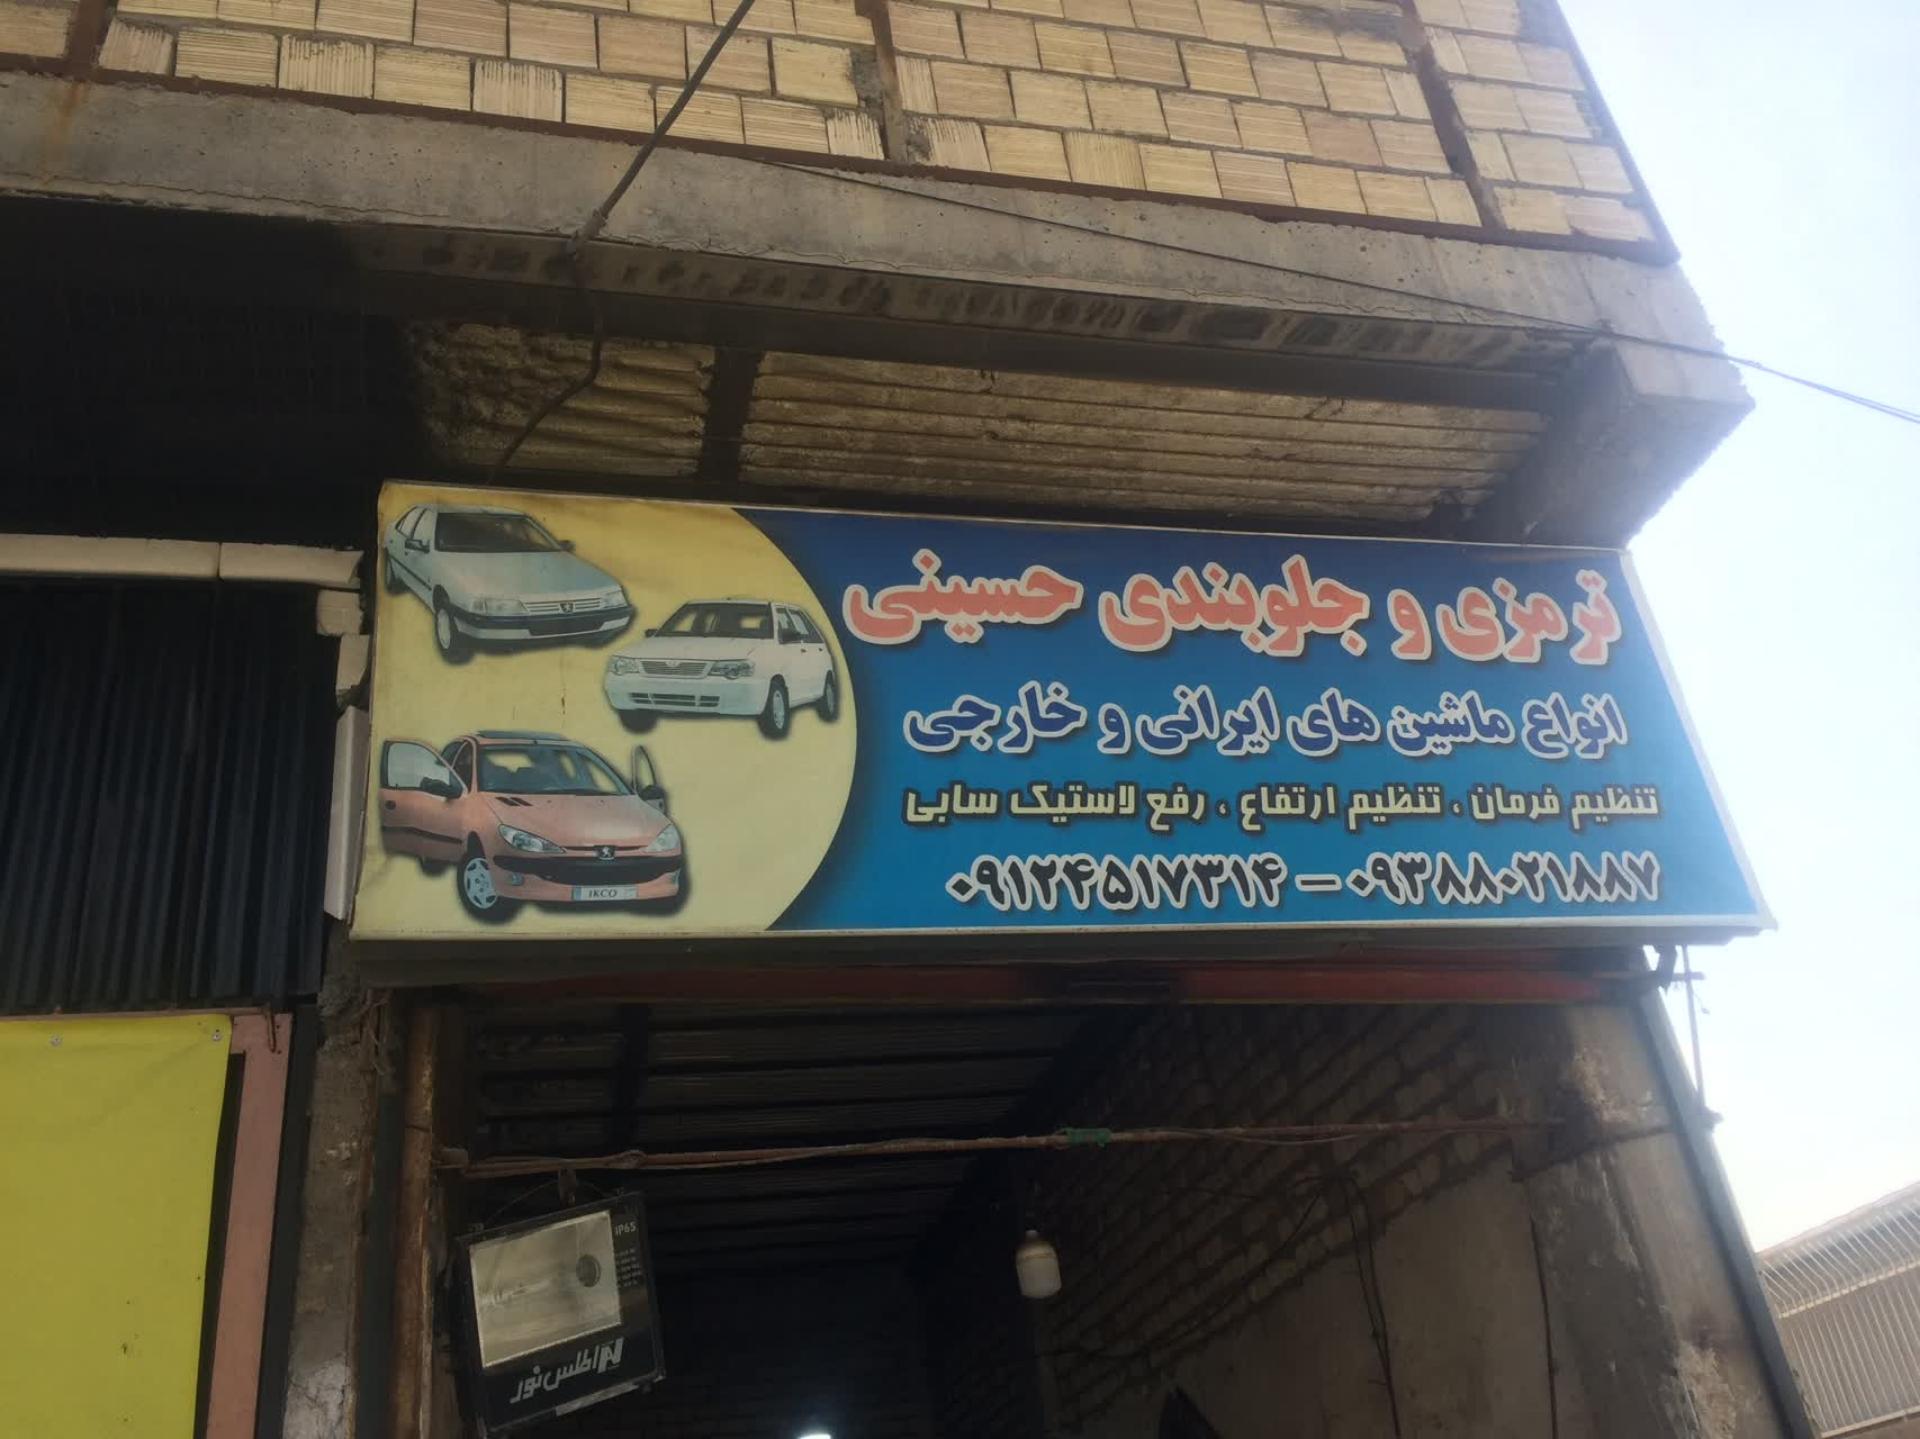 ترمزی و جلوبندی حسینی
انواع ماشین های ایرانی و خارجی
تنظیم فرمان ، تنظیم ارتفاع ، رفع لاستیک سابی
۰۹۱۲۴۵۱۷۳۱۴ – ۰۹۳۸۸۰۲۱۸۸۷
IKCO
IP65
اطلس نور